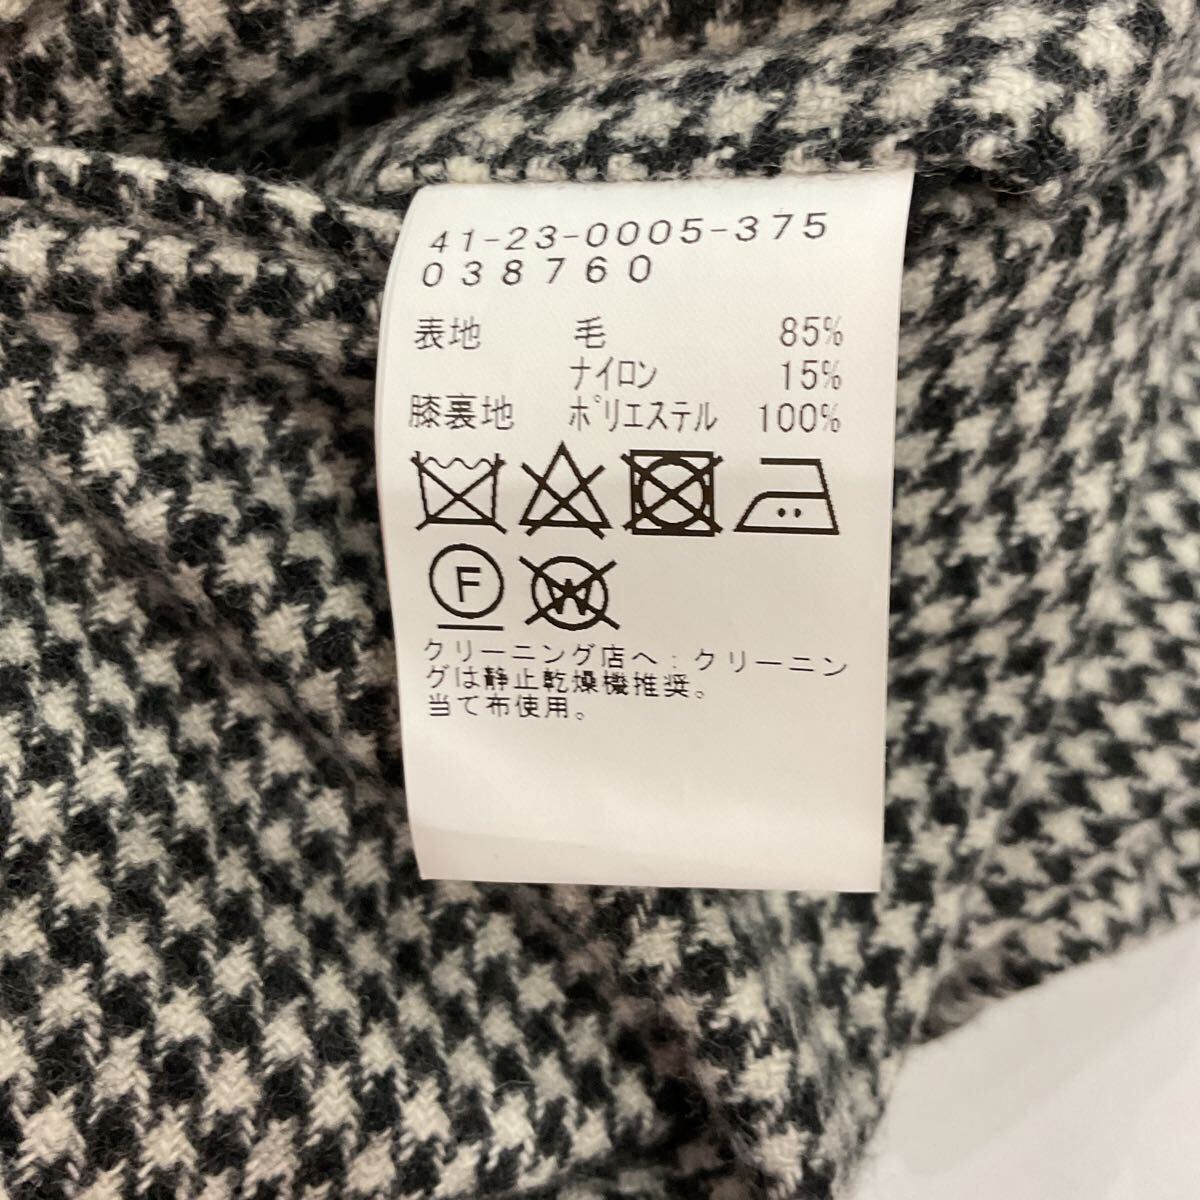 41-23-0005-375
038760
表地 毛 85%
ナイロン 15%
膝裏地 ポリエステル 100%
F W
クリーニング店へ：クリーニン
グは静止乾燥機推奨。
当て布使用。